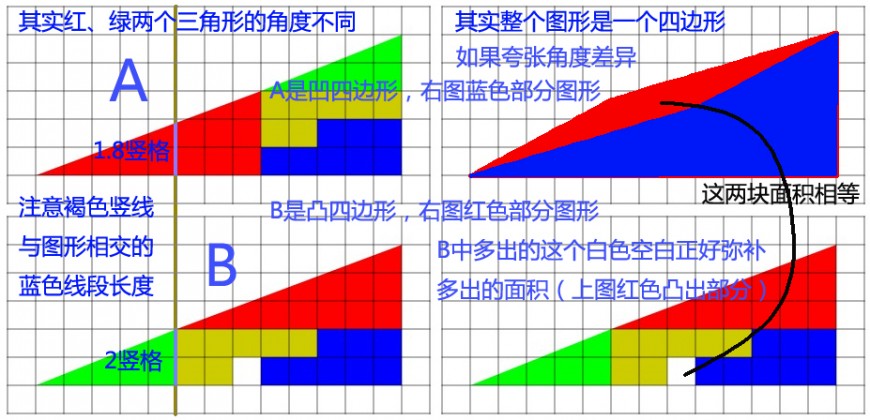 其实红、绿两个三角形的角度不同
A
A是凹四边形，右图蓝色部分图形
1.8竖格
注意褐色竖线
与图形相交的
蓝色线段长度
B是凸四边形，右图红色部分图形
B
2竖格
其实整个图形是一个四边形
如果夸张角度差异
这两块面积相等
B中多出的这个白色空白正好弥补
多出的面积（上图红色凸出部分）